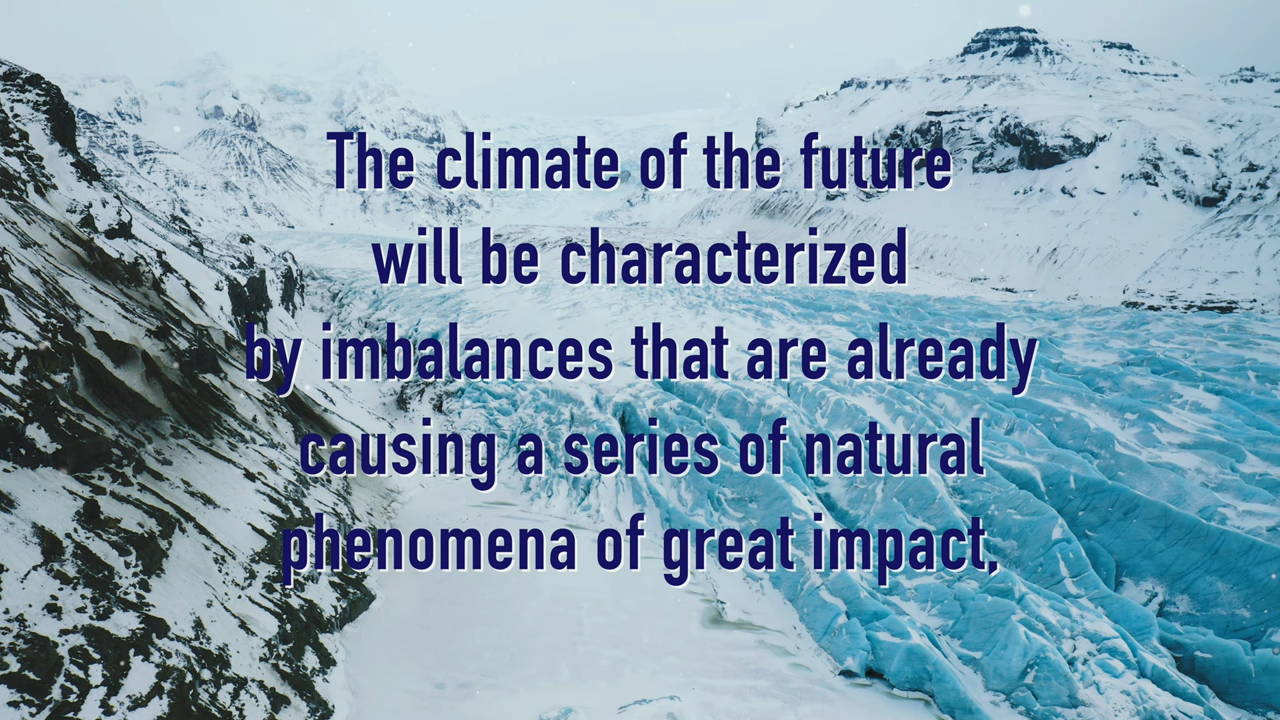 The climate of the future
will be characterized
by imbalances that are already
causing a series of natural
phenomena of great impact,